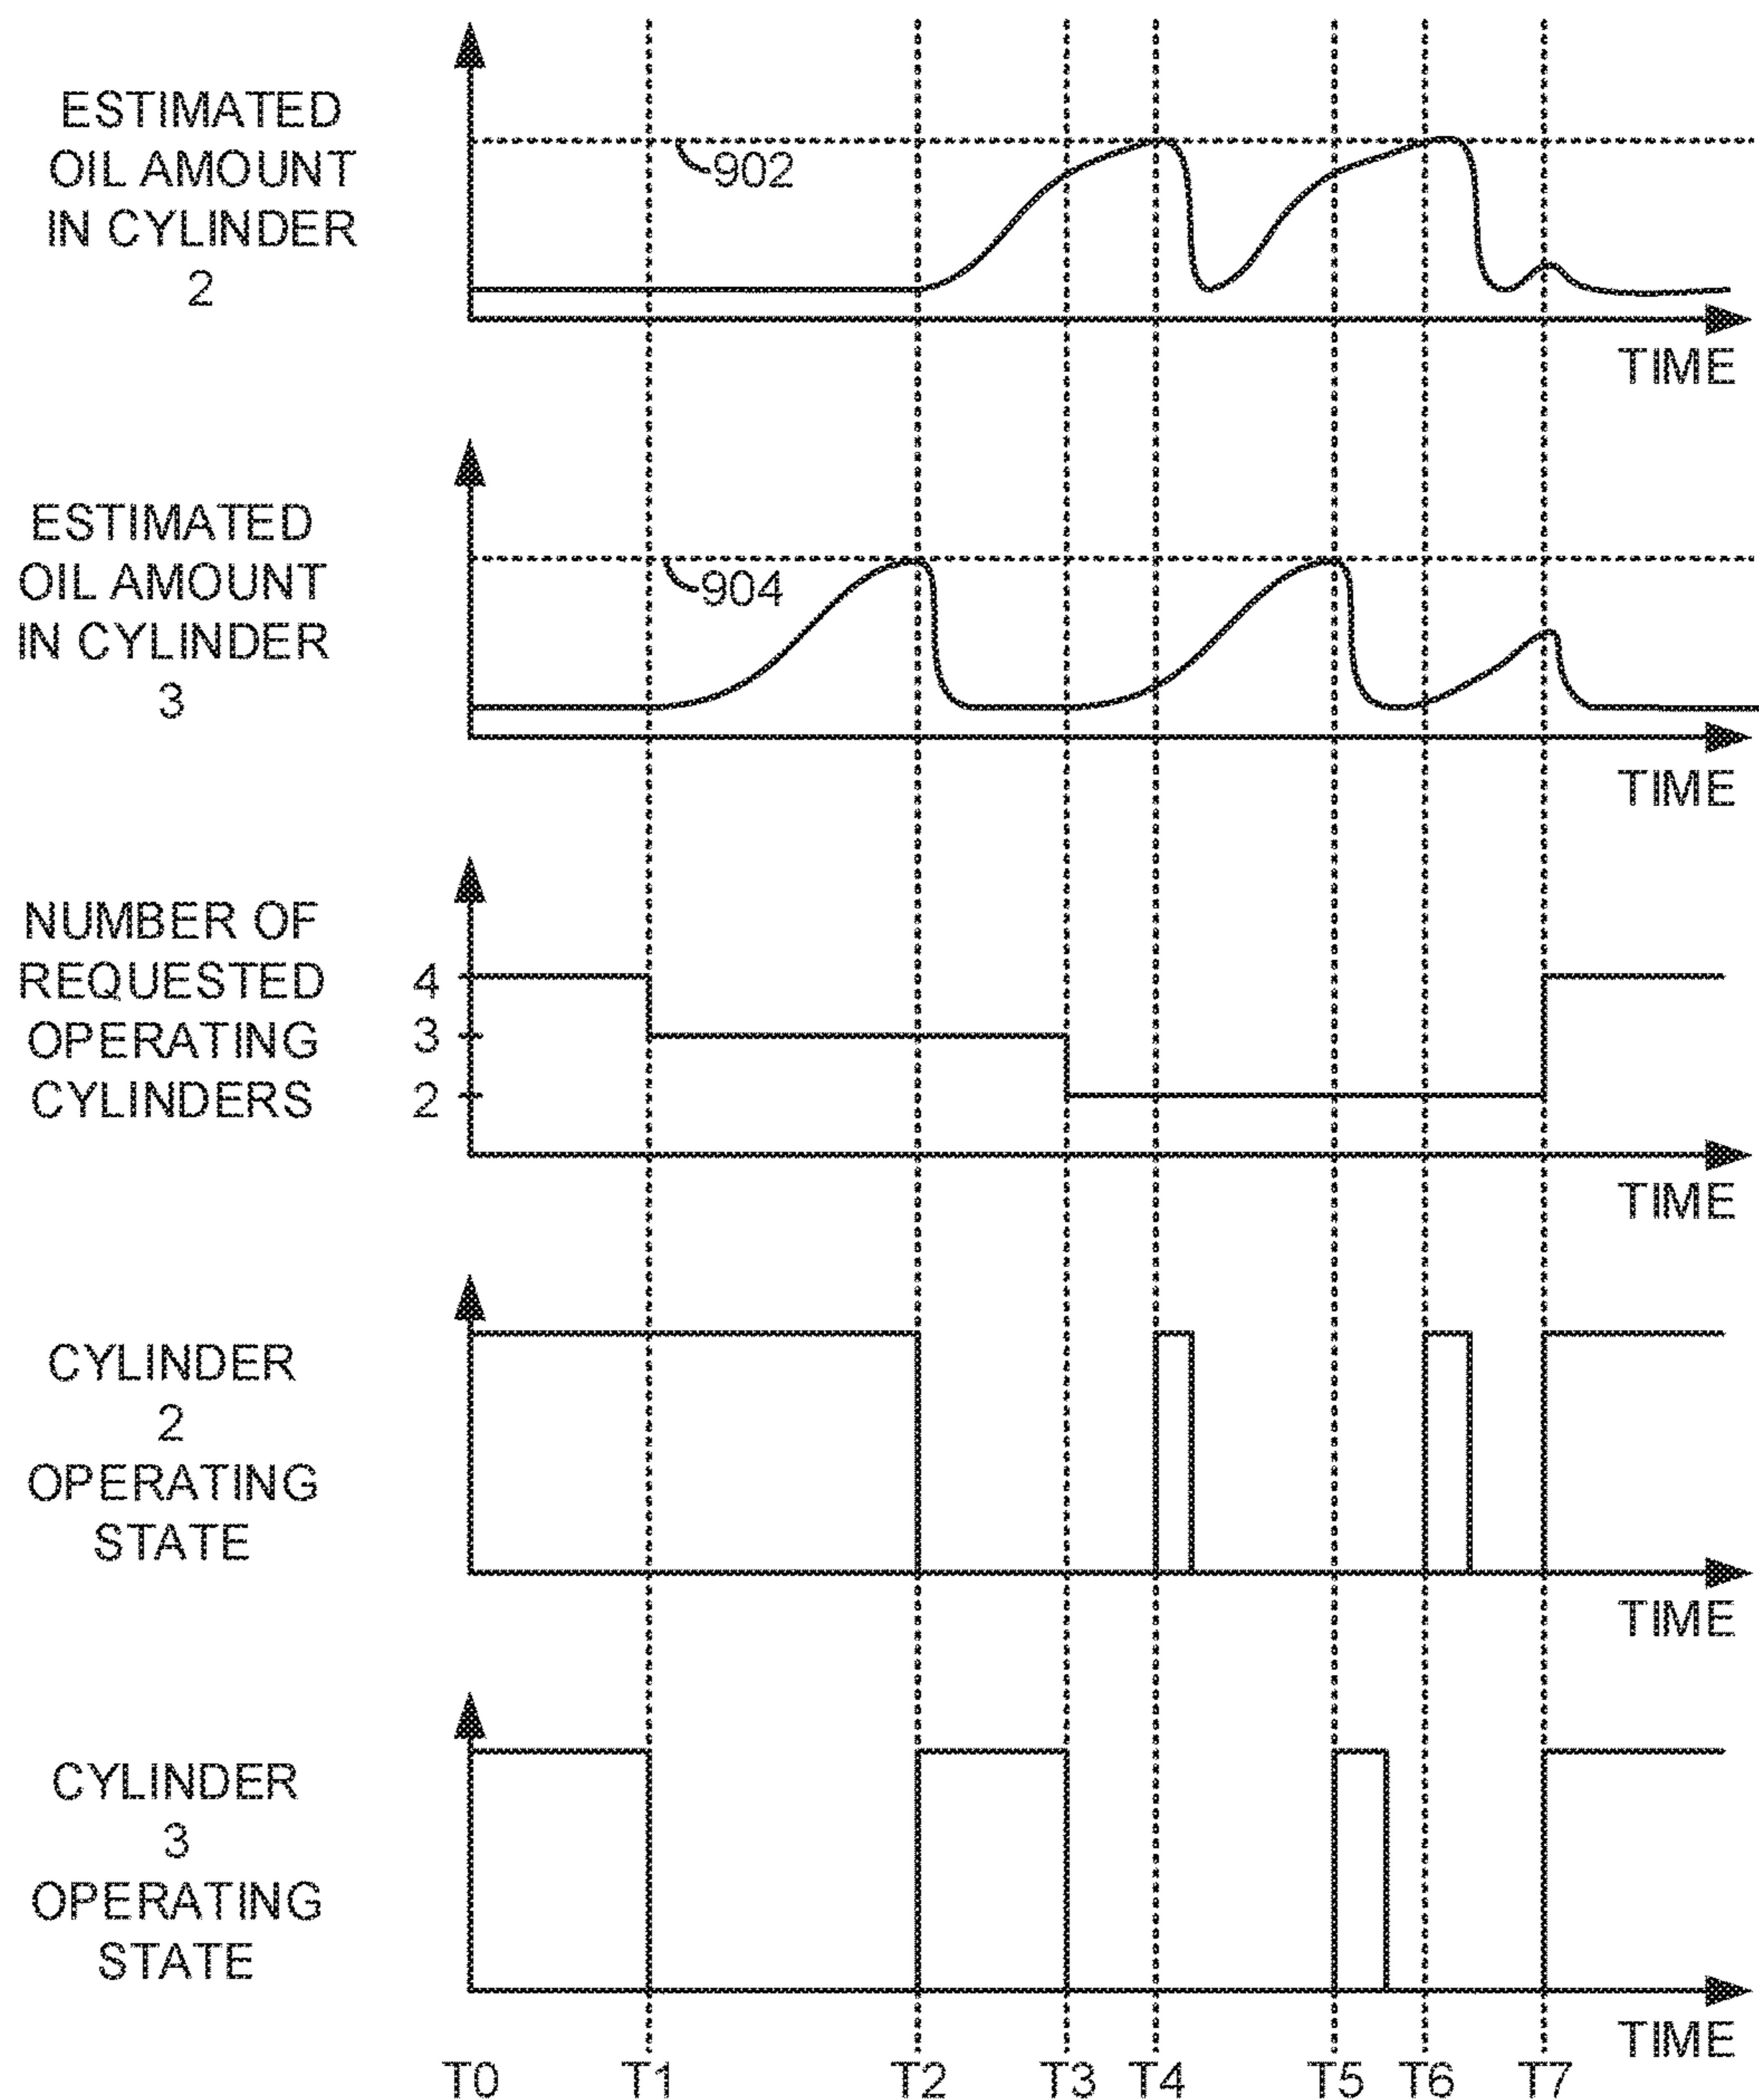 ESTIMATED
OIL AMOUNT
IN CYLINDER
2
902
TIME
ESTIMATED
OIL AMOUNT
IN CYLINDER
3
904
TIME
NUMBER OF
REQUESTED
OPERATING
CYLINDERS
4
3
2
TIME
CYLINDER
2
OPERATING
STATE
TIME
CYLINDER
3
OPERATING
STATE
TIME
T0 T1 T2 T3 T4 T5 T6 T7